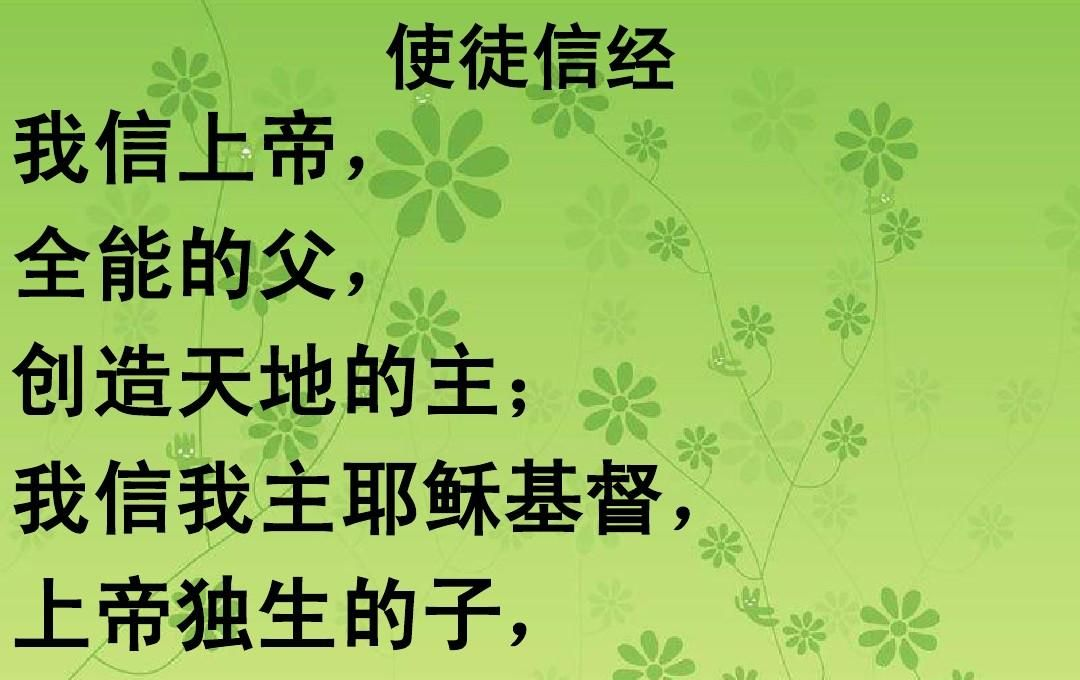 使徒信经
我信上帝，
全能的父，
创造天地的主；
我信我主耶稣基督，
上帝独生的子，